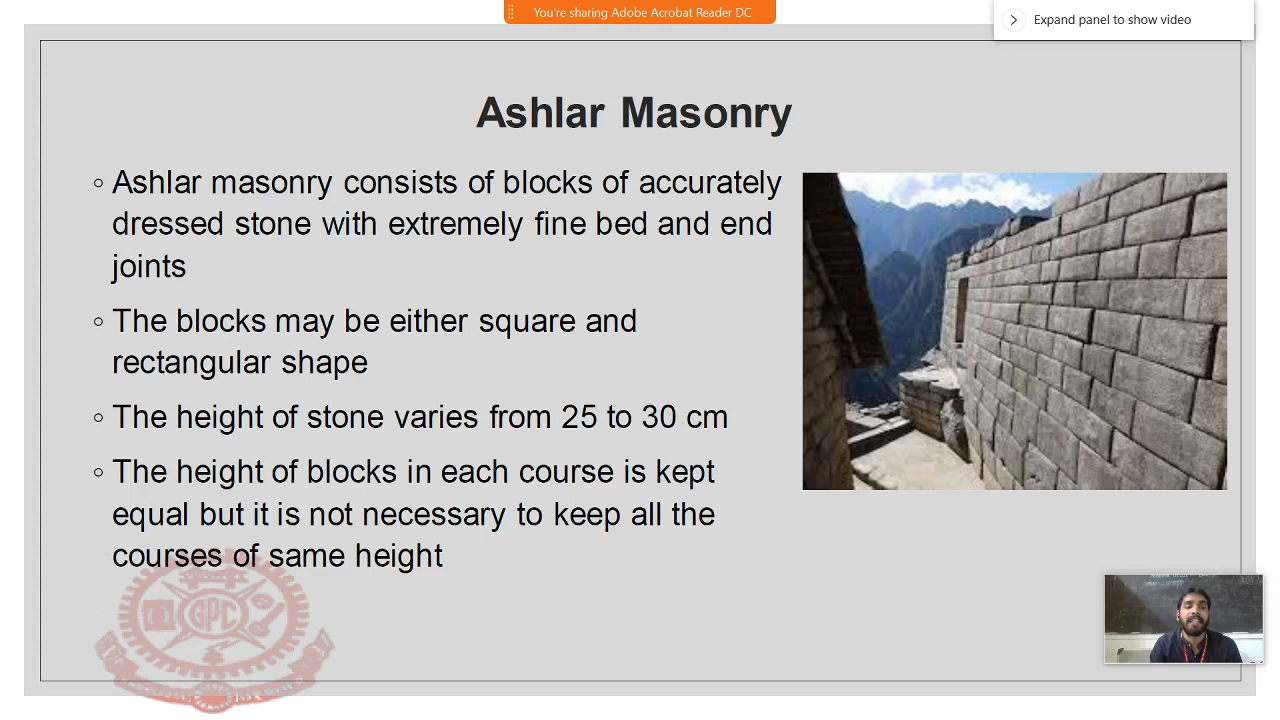 You're sharing Adobe Acrobat Reader DC
Expand panel to show video
Ashlar Masonry
◦ Ashlar masonry consists of blocks of accurately
dressed stone with extremely fine bed and end
joints
◦ The blocks may be either square and
rectangular shape
◦ The height of stone varies from 25 to 30 cm
◦ The height of blocks in each course is kept
equal but it is not necessary to keep all the
courses of same height
GPC